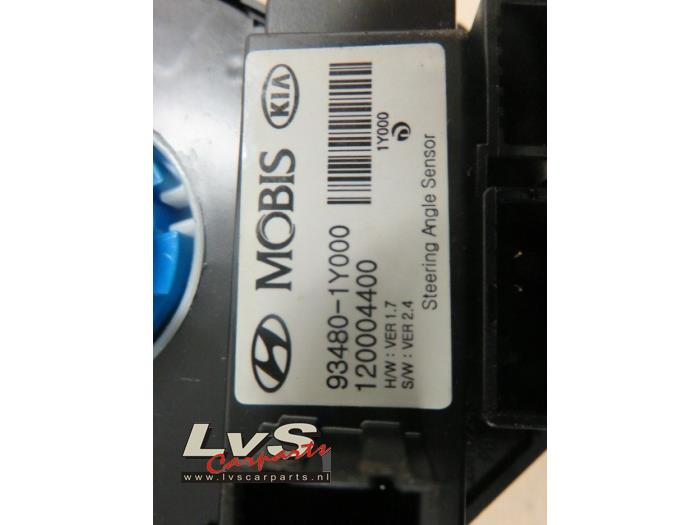 MOBIS KIA
93480-1Y000
120004400
1Y000
H/W : VER 1.7
S/W : VER 2.4
Steering Angle Sensor
LvS
Carparts
www.lvscarparts.nl